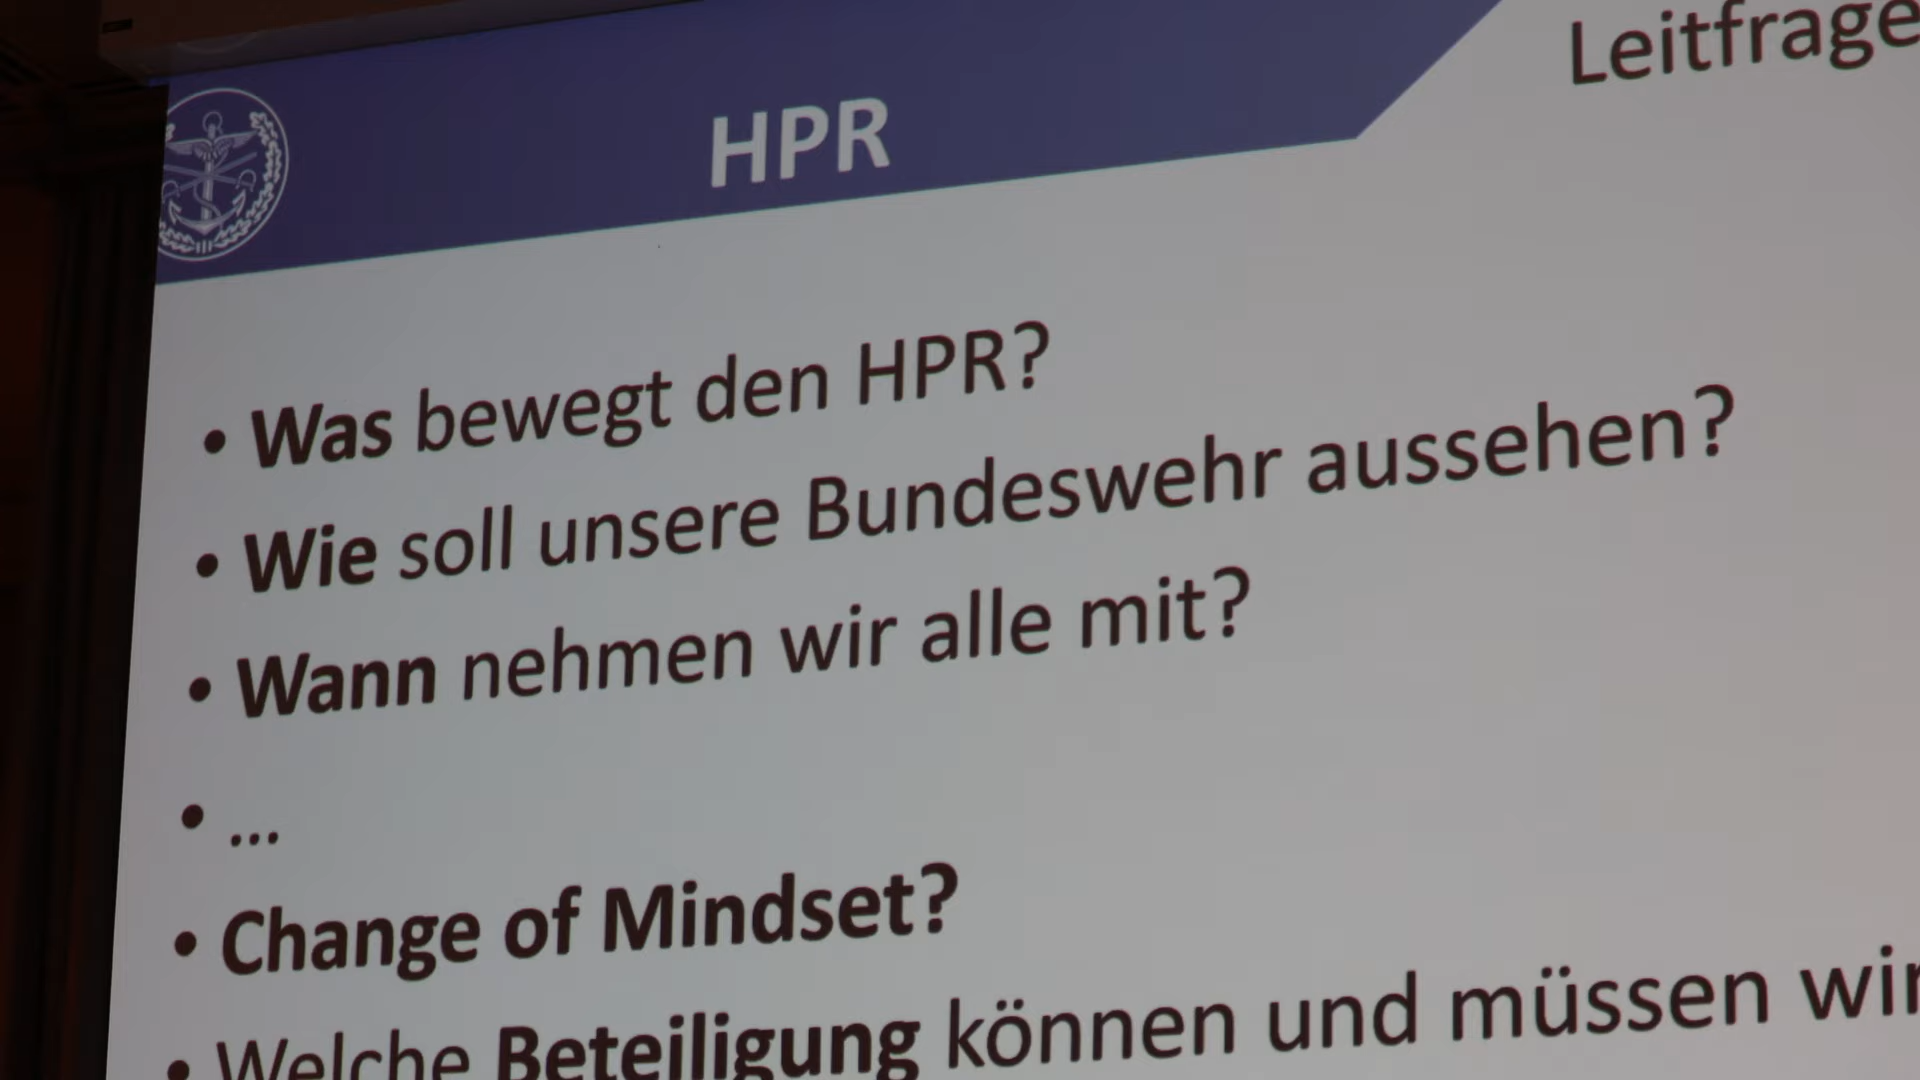 HPR
Leitfrage
• Was bewegt den HPR?
• Wie soll unsere Bundeswehr aussehen?
• Wann nehmen wir alle mit?
• ...
• Change of Mindset?
• Welche Beteiligung können und müssen wir